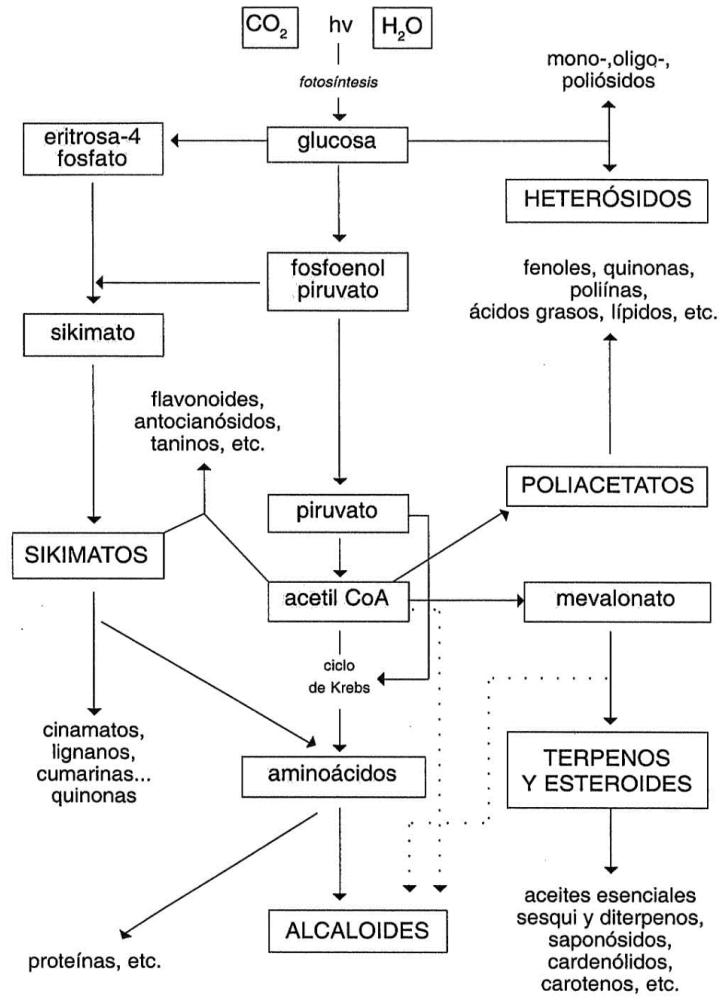 CO2 hv H2O
fotosíntesis
mono-,oligo-,
poliósidos
eritrosa-4
fosfato
glucosa
HETERÓSIDOS
fosfoenol
piruvato
fenoles, quinonas,
poliínas,
ácidos grasos, lípidos, etc.
sikimato
flavonoides,
antocianósidos,
taninos, etc.
piruvato
POLIACETATOS
SIKIMATOS
acetil CoA
mevalonato
ciclo
de Krebs
cinamatos,
lignanos,
cumarinas...
quinonas
aminoácidos
TERPENOS
Y ESTEROIDES
ALCALOIDES
proteínas, etc.
aceites esenciales
sesqui y diterpenos,
saponósidos,
cardenólidos,
carotenos, etc.